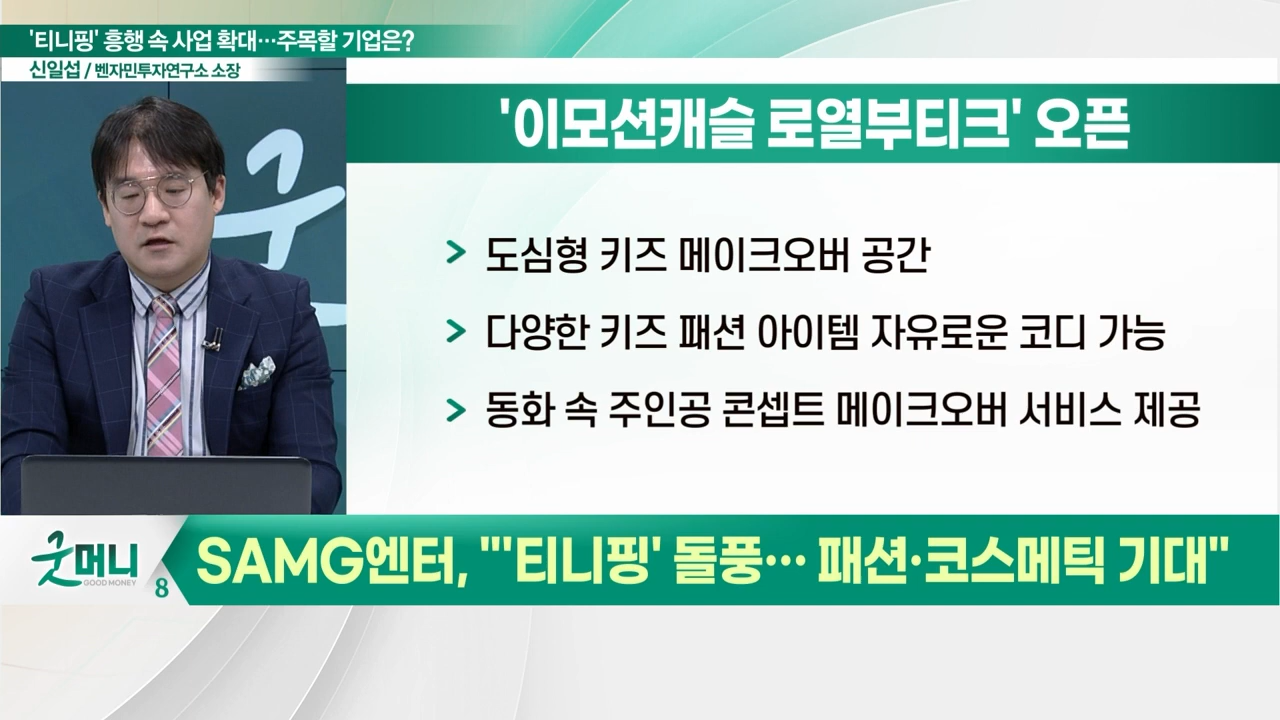 '티니핑' 흥행 속 사업 확대…주목할 기업은?
신일섭 / 벤자민투자연구소 소장
'이모션캐슬 로열부티크' 오픈
> 도심형 키즈 메이크오버 공간
> 다양한 키즈 패션 아이템 자유로운 코디 가능
> 동화 속 주인공 콘셉트 메이크오버 서비스 제공
굿머니
GOOD MONEY
8
SAMG엔터, "'티니핑' 돌풍… 패션·코스메틱 기대"